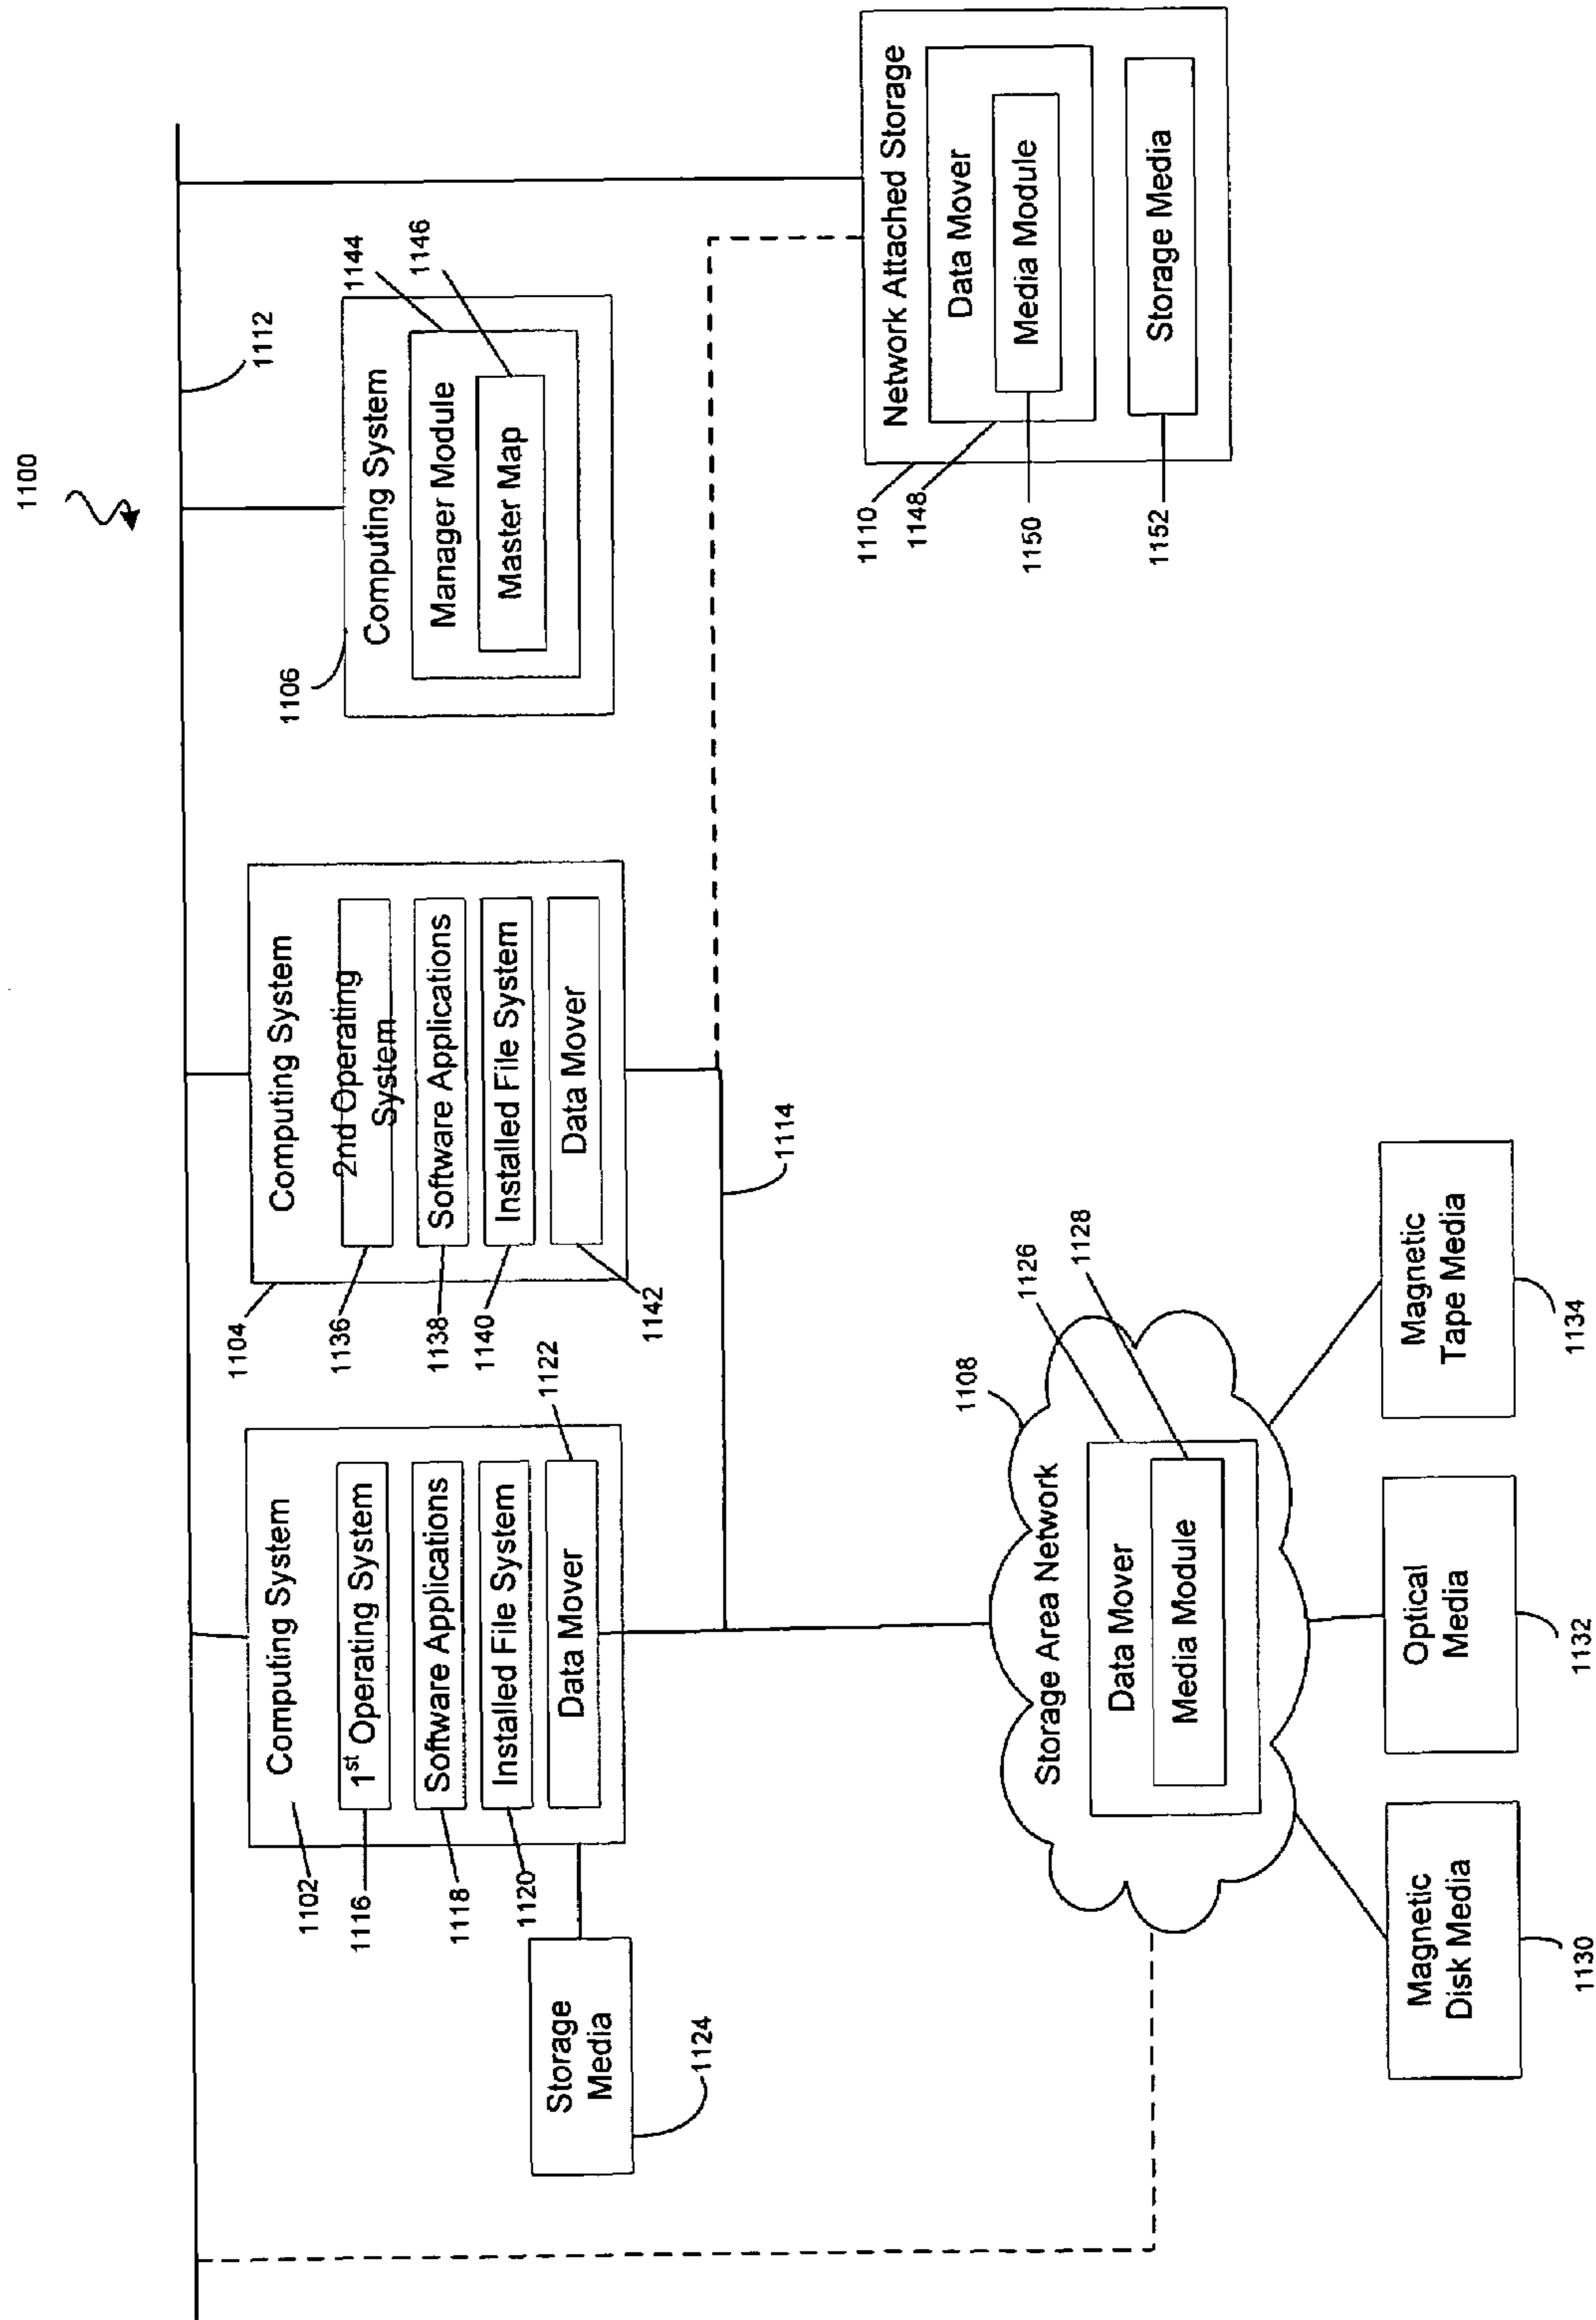 1100
1112
Computing System
1102
1st Operating System
1116
Software Applications
1118
Installed File System
1120
Data Mover
1122
Storage
Media
1124
Computing System
1104
2nd Operating
System
1136
Software Applications
1138
Installed File System
1140
Data Mover
1142
Computing System
1106
Manager Module
1144
Master Map
1146
1114
Storage Area Network
1108
Data Mover
1126
Media Module
1128
Magnetic
Disk Media
1130
Optical
Media
1132
Magnetic
Tape Media
1134
Network Attached Storage
1110
Data Mover
1148
Media Module
1150
Storage Media
1152